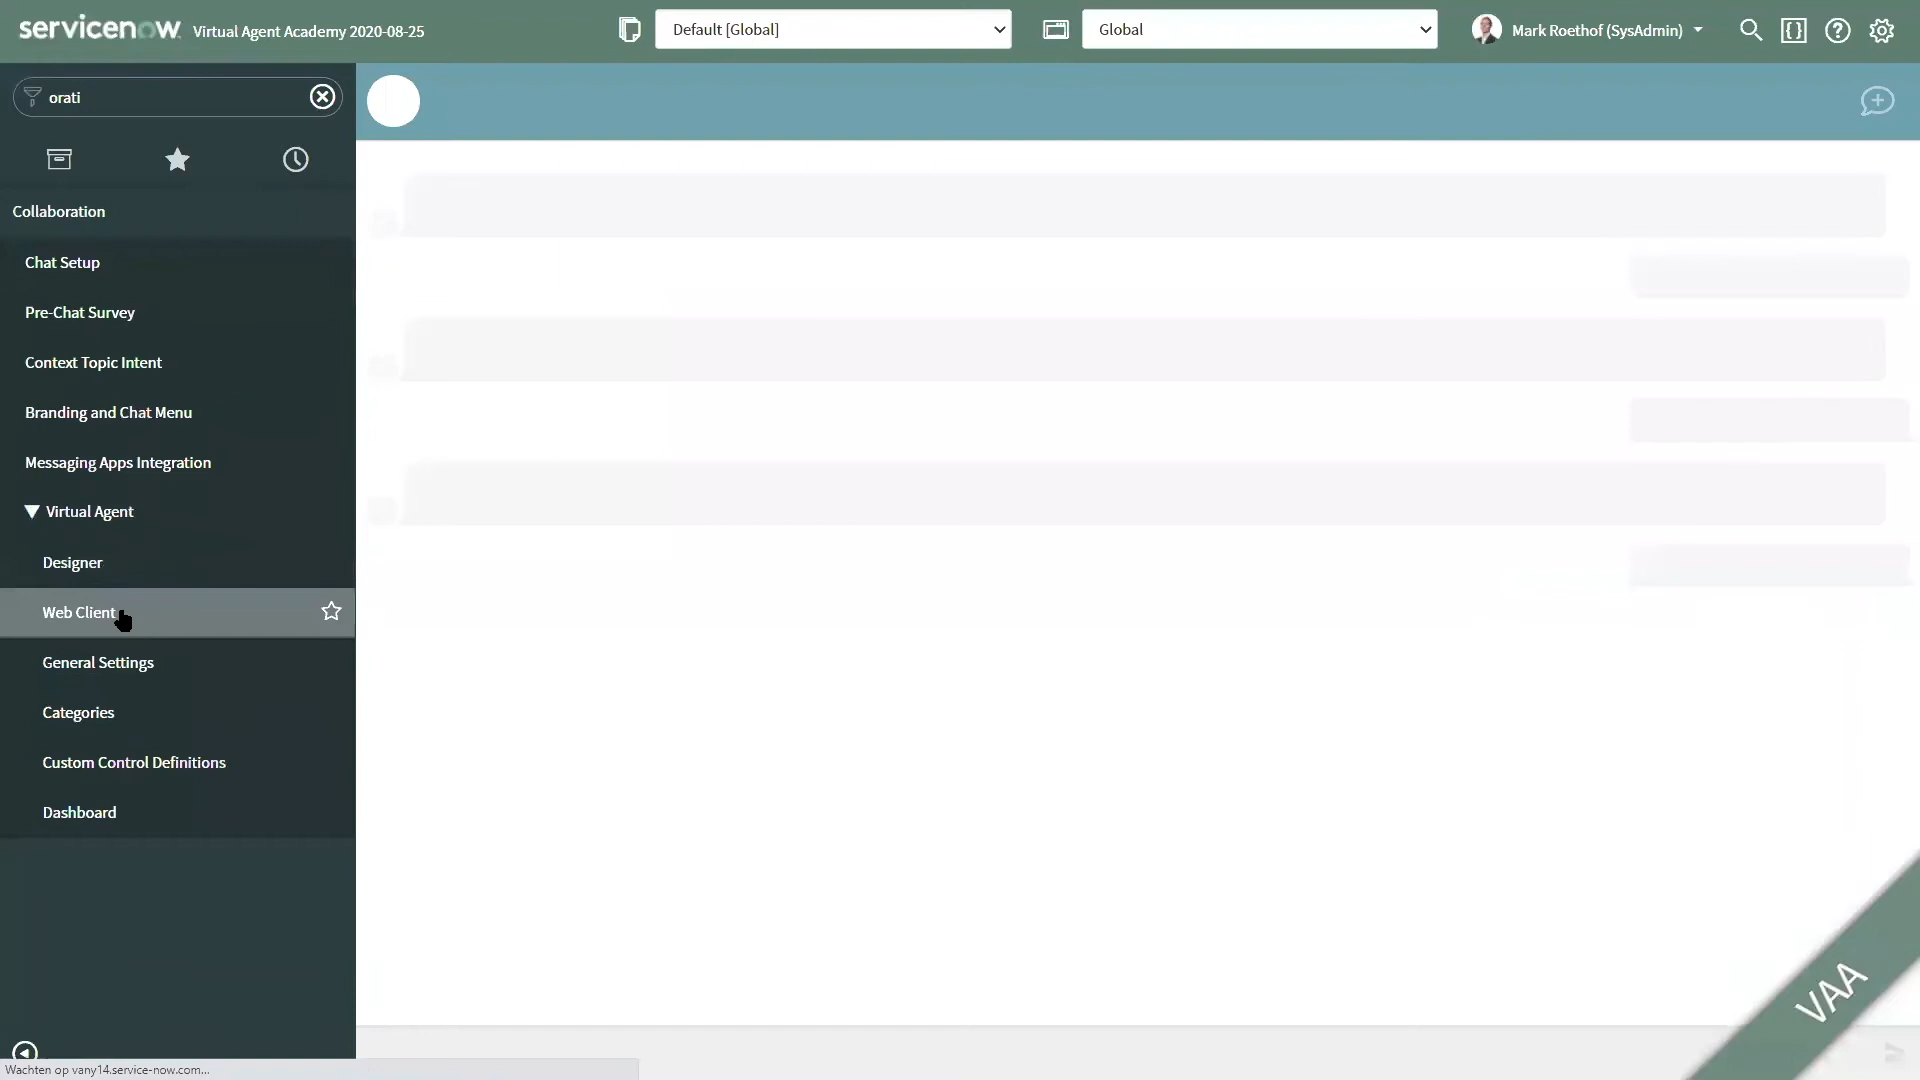 servicenow Virtual Agent Academy 2020-08-25
Default [Global]
Global
Mark Roethof (SysAdmin)
orati
Collaboration
Chat Setup
Pre-Chat Survey
Context Topic Intent
Branding and Chat Menu
Messaging Apps Integration
Virtual Agent
Designer
Web Client
General Settings
Categories
Custom Control Definitions
Dashboard
VAA
Wachten op vany14.service-now.com...